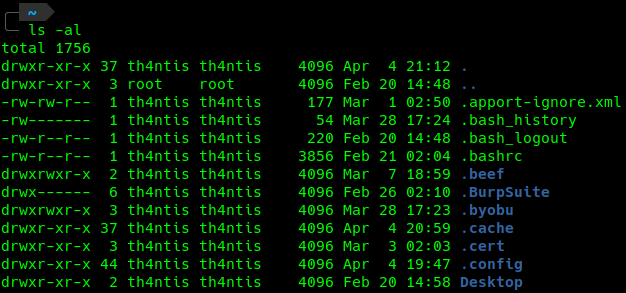 ~
ls -al
total 1756
drwxr-xr-x 37 th4ntis th4ntis    4096 Apr  4 21:12 .
drwxr-xr-x  3 root    root       4096 Feb 20 14:48 ..
-rw-rw-r--  1 th4ntis th4ntis     177 Mar  1 02:50 .apport-ignore.xml
-rw-------  1 th4ntis th4ntis      54 Mar 28 17:24 .bash_history
-rw-r--r--  1 th4ntis th4ntis     220 Feb 20 14:48 .bash_logout
-rw-r--r--  1 th4ntis th4ntis    3856 Feb 21 02:04 .bashrc
drwxrwxr-x  2 th4ntis th4ntis    4096 Mar  7 18:59 .beef
drwx------  6 th4ntis th4ntis    4096 Feb 26 02:10 .BurpSuite
drwxrwxr-x  3 th4ntis th4ntis    4096 Mar 28 17:23 .byobu
drwxr-xr-x 37 th4ntis th4ntis    4096 Apr  4 20:59 .cache
drwxr-xr-x  3 th4ntis th4ntis    4096 Mar  3 02:03 .cert
drwxr-xr-x 44 th4ntis th4ntis    4096 Apr  4 19:47 .config
drwxr-xr-x  2 th4ntis th4ntis    4096 Feb 20 14:58 Desktop